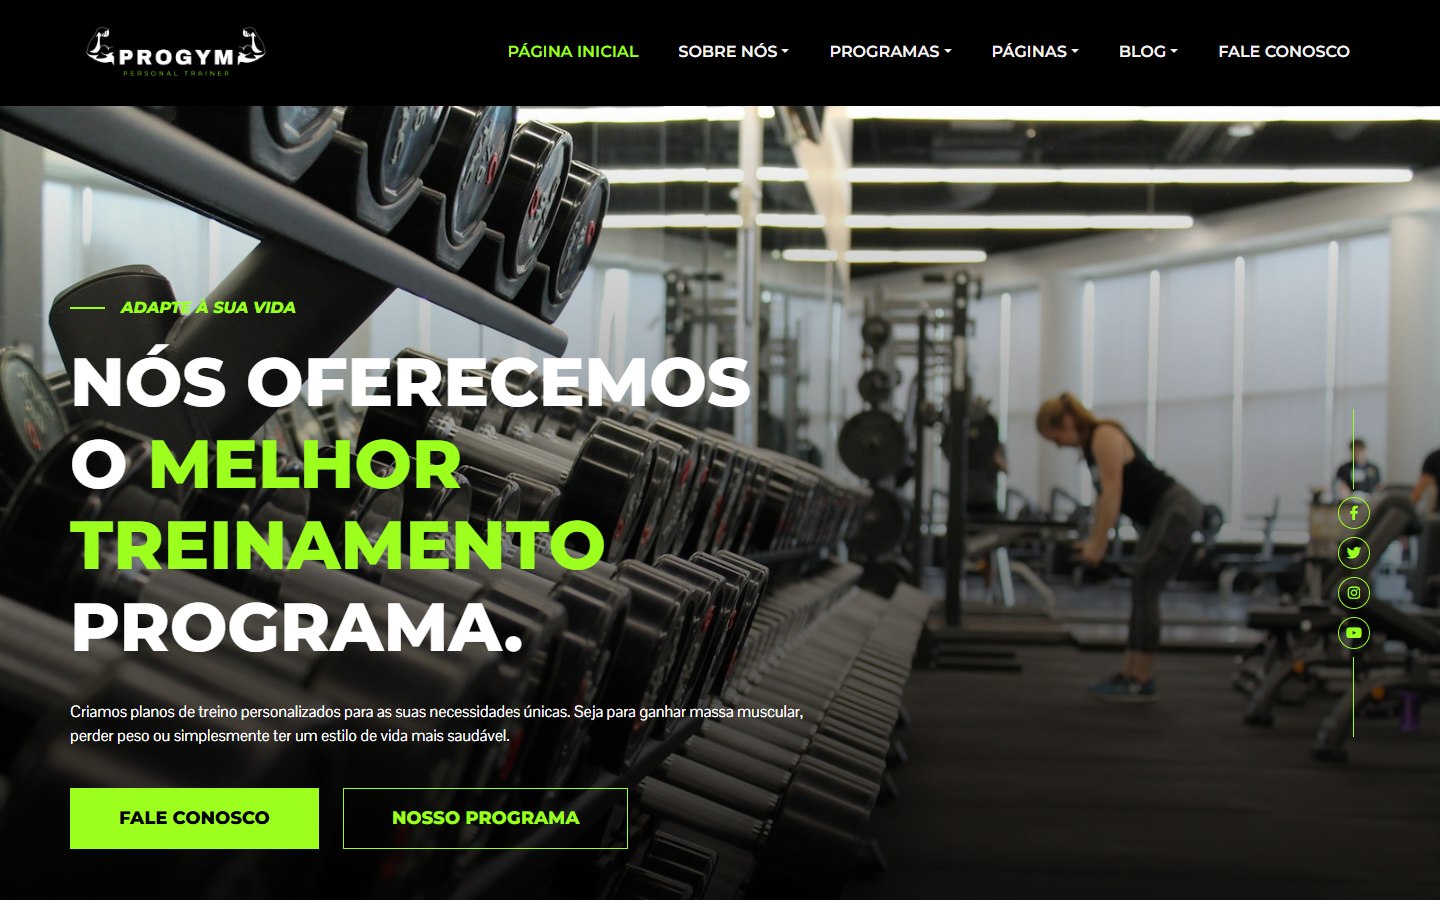 PROGYM
PERSONAL TRAINER
PÁGINA INICIAL
SOBRE NÓS
PROGRAMAS
PÁGINAS
BLOG
FALE CONOSCO
ADAPTE À SUA VIDA
NÓS OFERECEMOS
O MELHOR
TREINAMENTO
PROGRAMA.
Criamos planos de treino personalizados para as suas necessidades únicas. Seja para ganhar massa muscular,
perder peso ou simplesmente ter um estilo de vida mais saudável.
FALE CONOSCO
NOSSO PROGRAMA